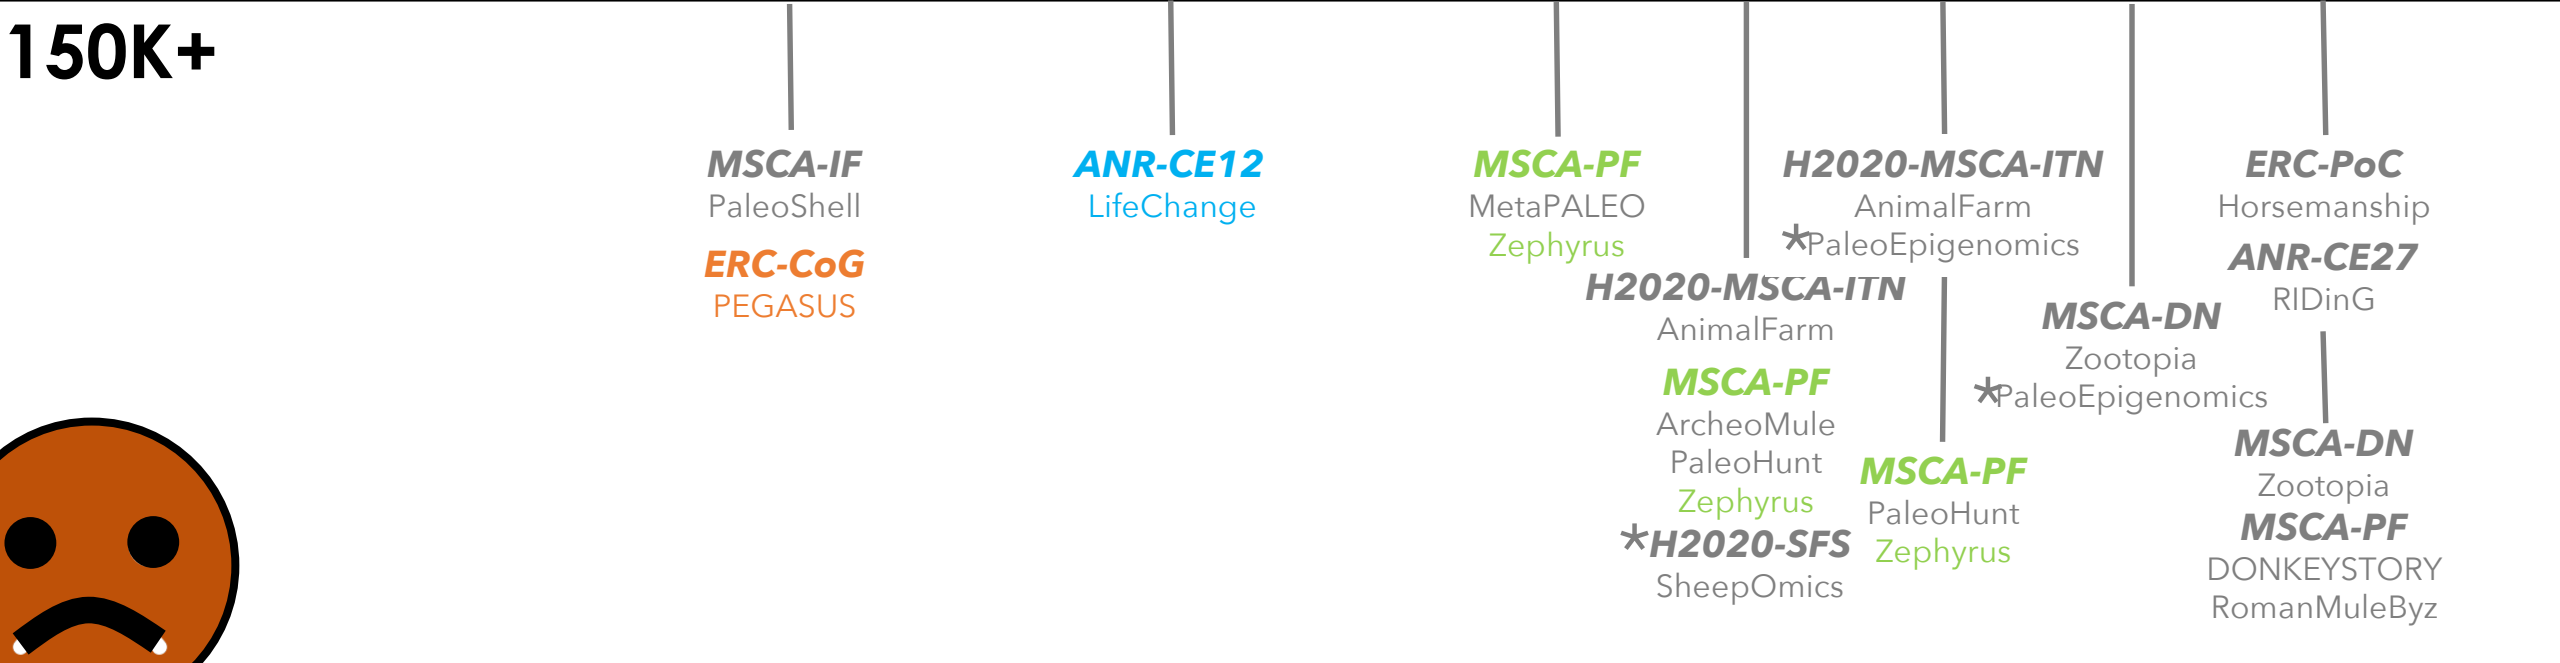 150K+
MSCA-IF
PaleoShell
ERC-CoG
PEGASUS
ANR-CE12
LifeChange
MSCA-PF
MetaPALEO
Zephyrus
H2020-MSCA-ITN
AnimalFarm
MSCA-PF
ArcheoMule
PaleoHunt
Zephyrus
*H2020-SFS
SheepOmics
H2020-MSCA-ITN
AnimalFarm
*PaleoEpigenomics
MSCA-PF
PaleoHunt
Zephyrus
MSCA-DN
Zootopia
*PaleoEpigenomics
ERC-PoC
Horsemanship
ANR-CE27
RIDinG
MSCA-DN
Zootopia
MSCA-PF
DONKEYSTORY
RomanMuleByz